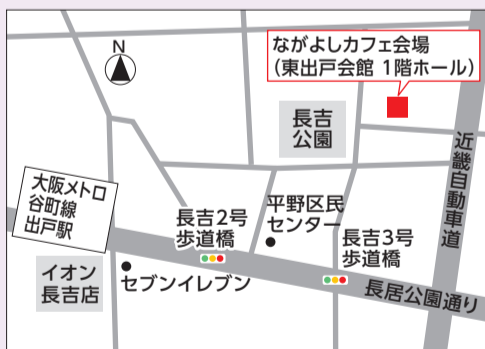 N
ながよしカフェ会場
(東出戸会館 1階ホール)
長吉
公園
近畿自動車道
大阪メトロ
谷町線
出戸駅
長吉2号
歩道橋
平野区民
センター
長吉3号
歩道橋
イオン
長吉店
セブンイレブン
長居公園通り